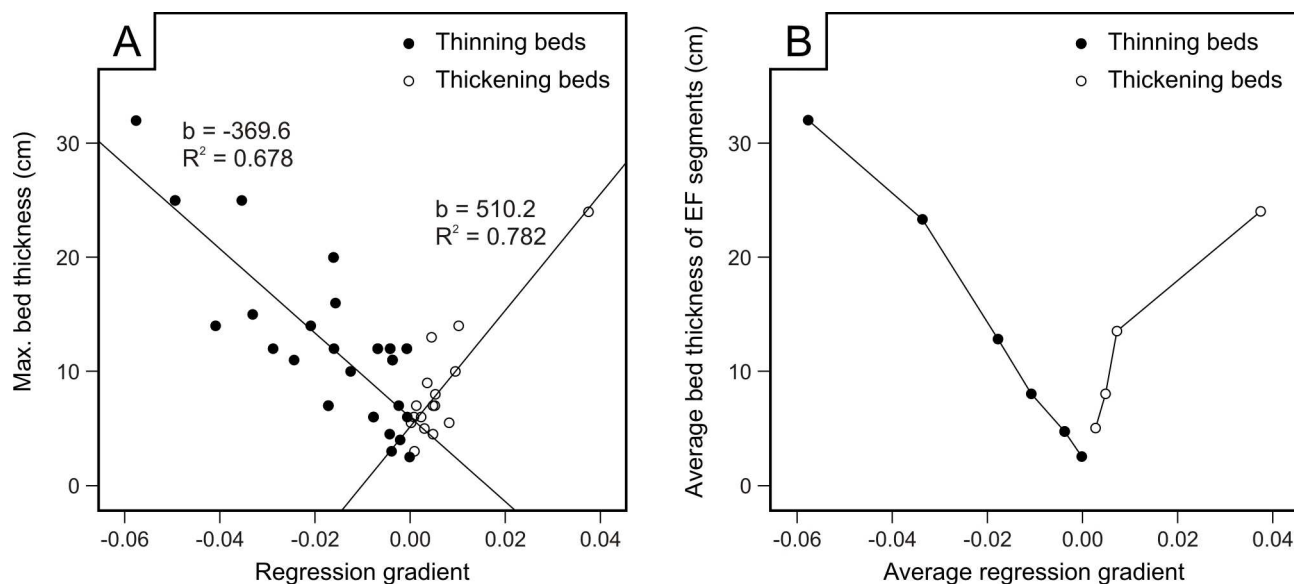 A
Thinning beds
Thickening beds
b = -369.6
R² = 0.678
b = 510.2
R² = 0.782
Max. bed thickness (cm)
30
20
10
0
-0.06 -0.04 -0.02 0.00 0.02 0.04
Regression gradient
B
Thinning beds
Thickening beds
Average bed thickness of EF segments (cm)
30
20
10
0
-0.06 -0.04 -0.02 0.00 0.02 0.04
Average regression gradient